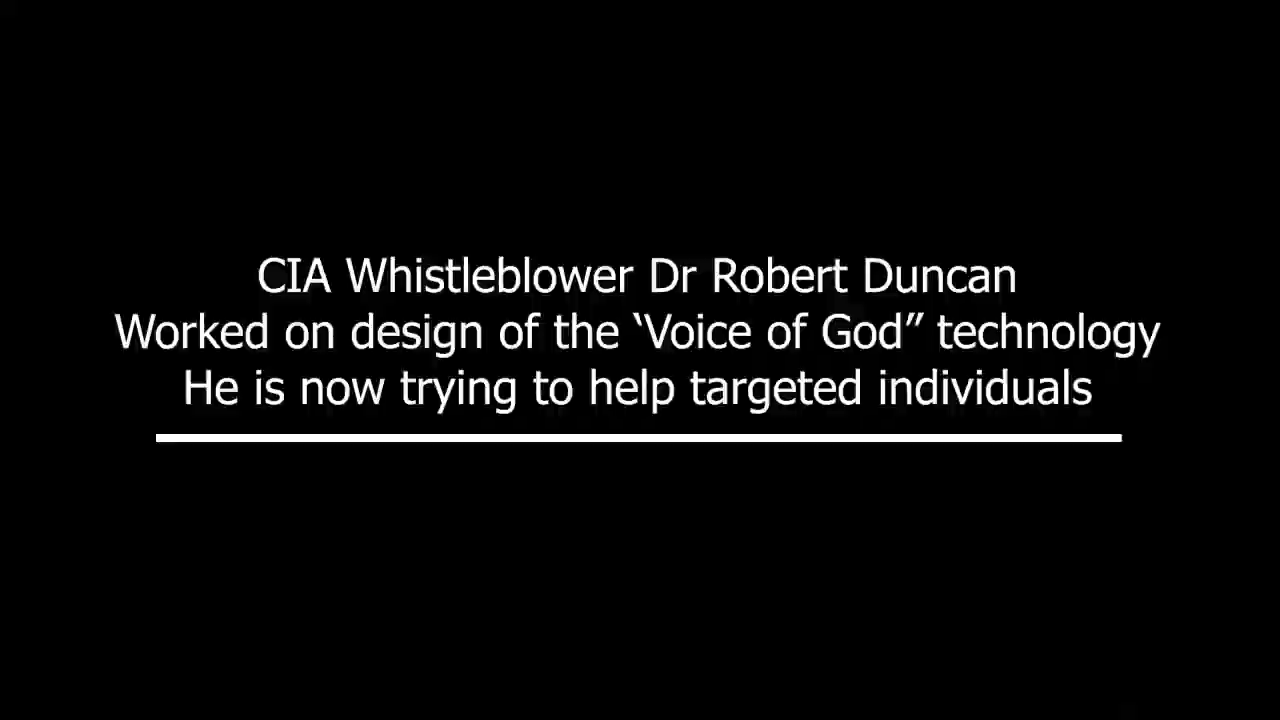 CIA Whistleblower Dr Robert Duncan
Worked on design of the ‘Voice of God” technology
He is now trying to help targeted individuals